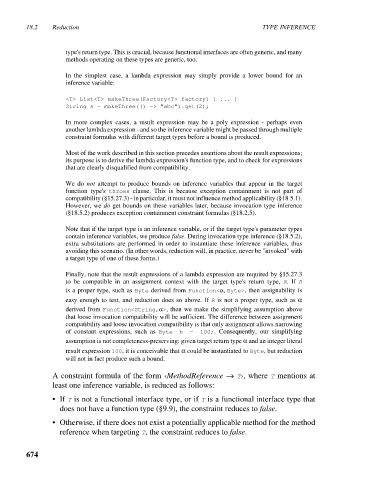 18.2 Reduction TYPE INFERENCE
type's return type. This is crucial, because functional interfaces are often generic, and many
methods operating on these types are generic, too.
In the simplest case, a lambda expression may simply provide a lower bound for an
inference variable:
<T> List<T> makeThree(Factory<T> factory) { ... }
String s = makeThree(() -> "abc").get(2);
In more complex cases, a result expression may be a poly expression - perhaps even
another lambda expression - and so the inference variable might be passed through multiple
constraint formulas with different target types before a bound is produced.
Most of the work described in this section precedes assertions about the result expressions;
its purpose is to derive the lambda expression's function type, and to check for expressions
that are clearly disqualified from compatibility.
We do not attempt to produce bounds on inference variables that appear in the target
function type's throws clause. This is because exception containment is not part of
compatibility (§15.27.3) - in particular, it must not influence method applicability (§18.5.1).
However, we do get bounds on these variables later, because invocation type inference
(§18.5.2) produces exception containment constraint formulas (§18.2.5).
Note that if the target type is an inference variable, or if the target type's parameter types
contain inference variables, we produce false. During invocation type inference (§18.5.2),
extra substitutions are performed in order to instantiate these inference variables, thus
avoiding this scenario. (In other words, reduction will, in practice, never be "invoked" with
a target type of one of these forms.)
Finally, note that the result expressions of a lambda expression are required by §15.27.3
to be compatible in an assignment context with the target type's return type, R. If R
is a proper type, such as Byte derived from Function<α,Byte>, then assignability is
easy enough to test, and reduction does so above. If R is not a proper type, such as α
derived from Function<String,α>, then we make the simplifying assumption above
that loose invocation compatibility will be sufficient. The difference between assignment
compatibility and loose invocation compatibility is that only assignment allows narrowing
of constant expressions, such as Byte b = 100;. Consequently, our simplifying
assumption is not completeness-preserving: given target return type α and an integer literal
result expression 100, it is conceivable that α could be instantiated to Byte, but reduction
will not in fact produce such a bound.
A constraint formula of the form ‹MethodReference → T›, where T mentions at
least one inference variable, is reduced as follows:
• If T is not a functional interface type, or if T is a functional interface type that
does not have a function type (§9.9), the constraint reduces to false.
• Otherwise, if there does not exist a potentially applicable method for the method
reference when targeting T, the constraint reduces to false.
674